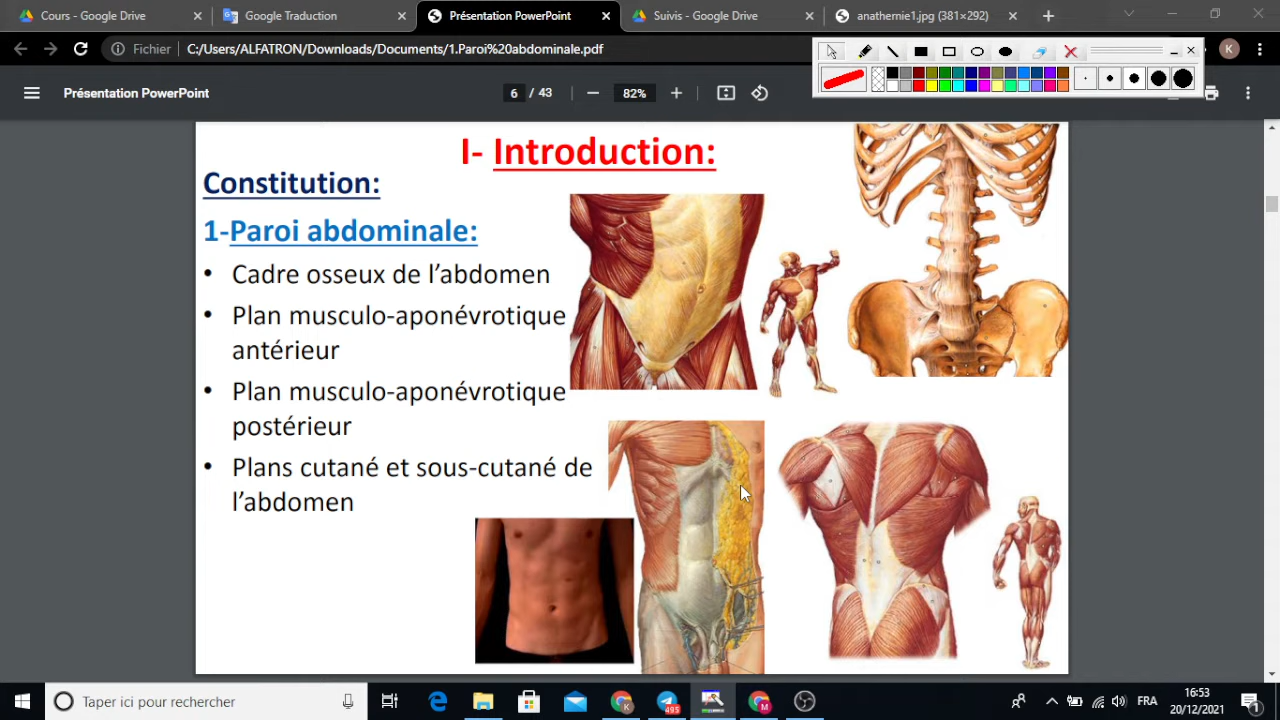 Cours - Google Drive
Google Traduction
Présentation PowerPoint
Suivis - Google Drive
anathernie1.jpg (381×292)
Fichier
C:/Users/ALFATRON/Downloads/Documents/1.Paroi%20abdominale.pdf
K
Présentation PowerPoint
6 / 43
82%
I- Introduction:
Constitution:
1-Paroi abdominale:
• Cadre osseux de l’abdomen
• Plan musculo-aponévrotique
antérieur
• Plan musculo-aponévrotique
postérieur
• Plans cutané et sous-cutané de
l’abdomen
Taper ici pour rechercher
K
495
M
FRA
16:53
20/12/2021
1